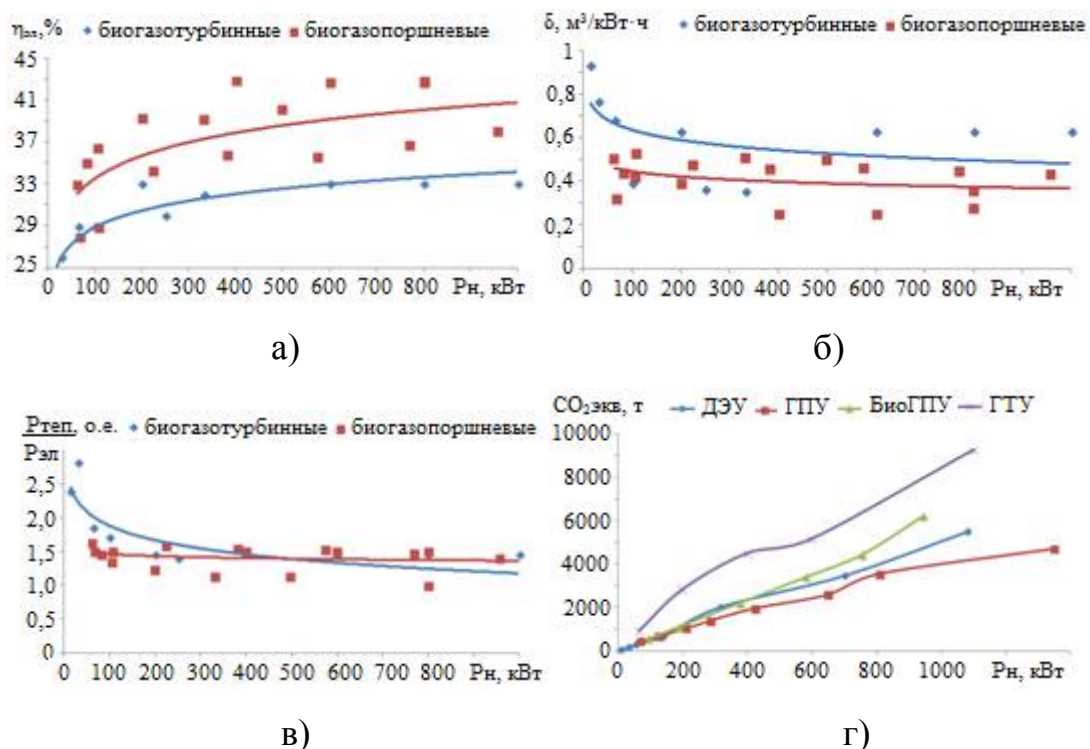 ηэл,% биогазотурбинные биогазопоршневые
45
41
37
33
29
25
0 100 200 300 400 500 600 700 800 Рн, кВт
а)
δ, м³/кВт·ч биогазотурбинные биогазопоршневые
1
0,8
0,6
0,4
0,2
0
0 100 200 300 400 500 600 700 800 Рн, кВт
б)
Ртеп, о.е. биогазотурбинные биогазопоршневые
Рэл
2,5
2,0
1,5
1,0
0,5
0
0 100 200 300 400 500 600 700 800 Рн, кВт
в)
СО₂экв, т ДЭУ ГПУ БиоГПУ ГТУ
10000
8000
6000
4000
2000
0
0 200 400 600 800 1000 Рн, кВт
г)